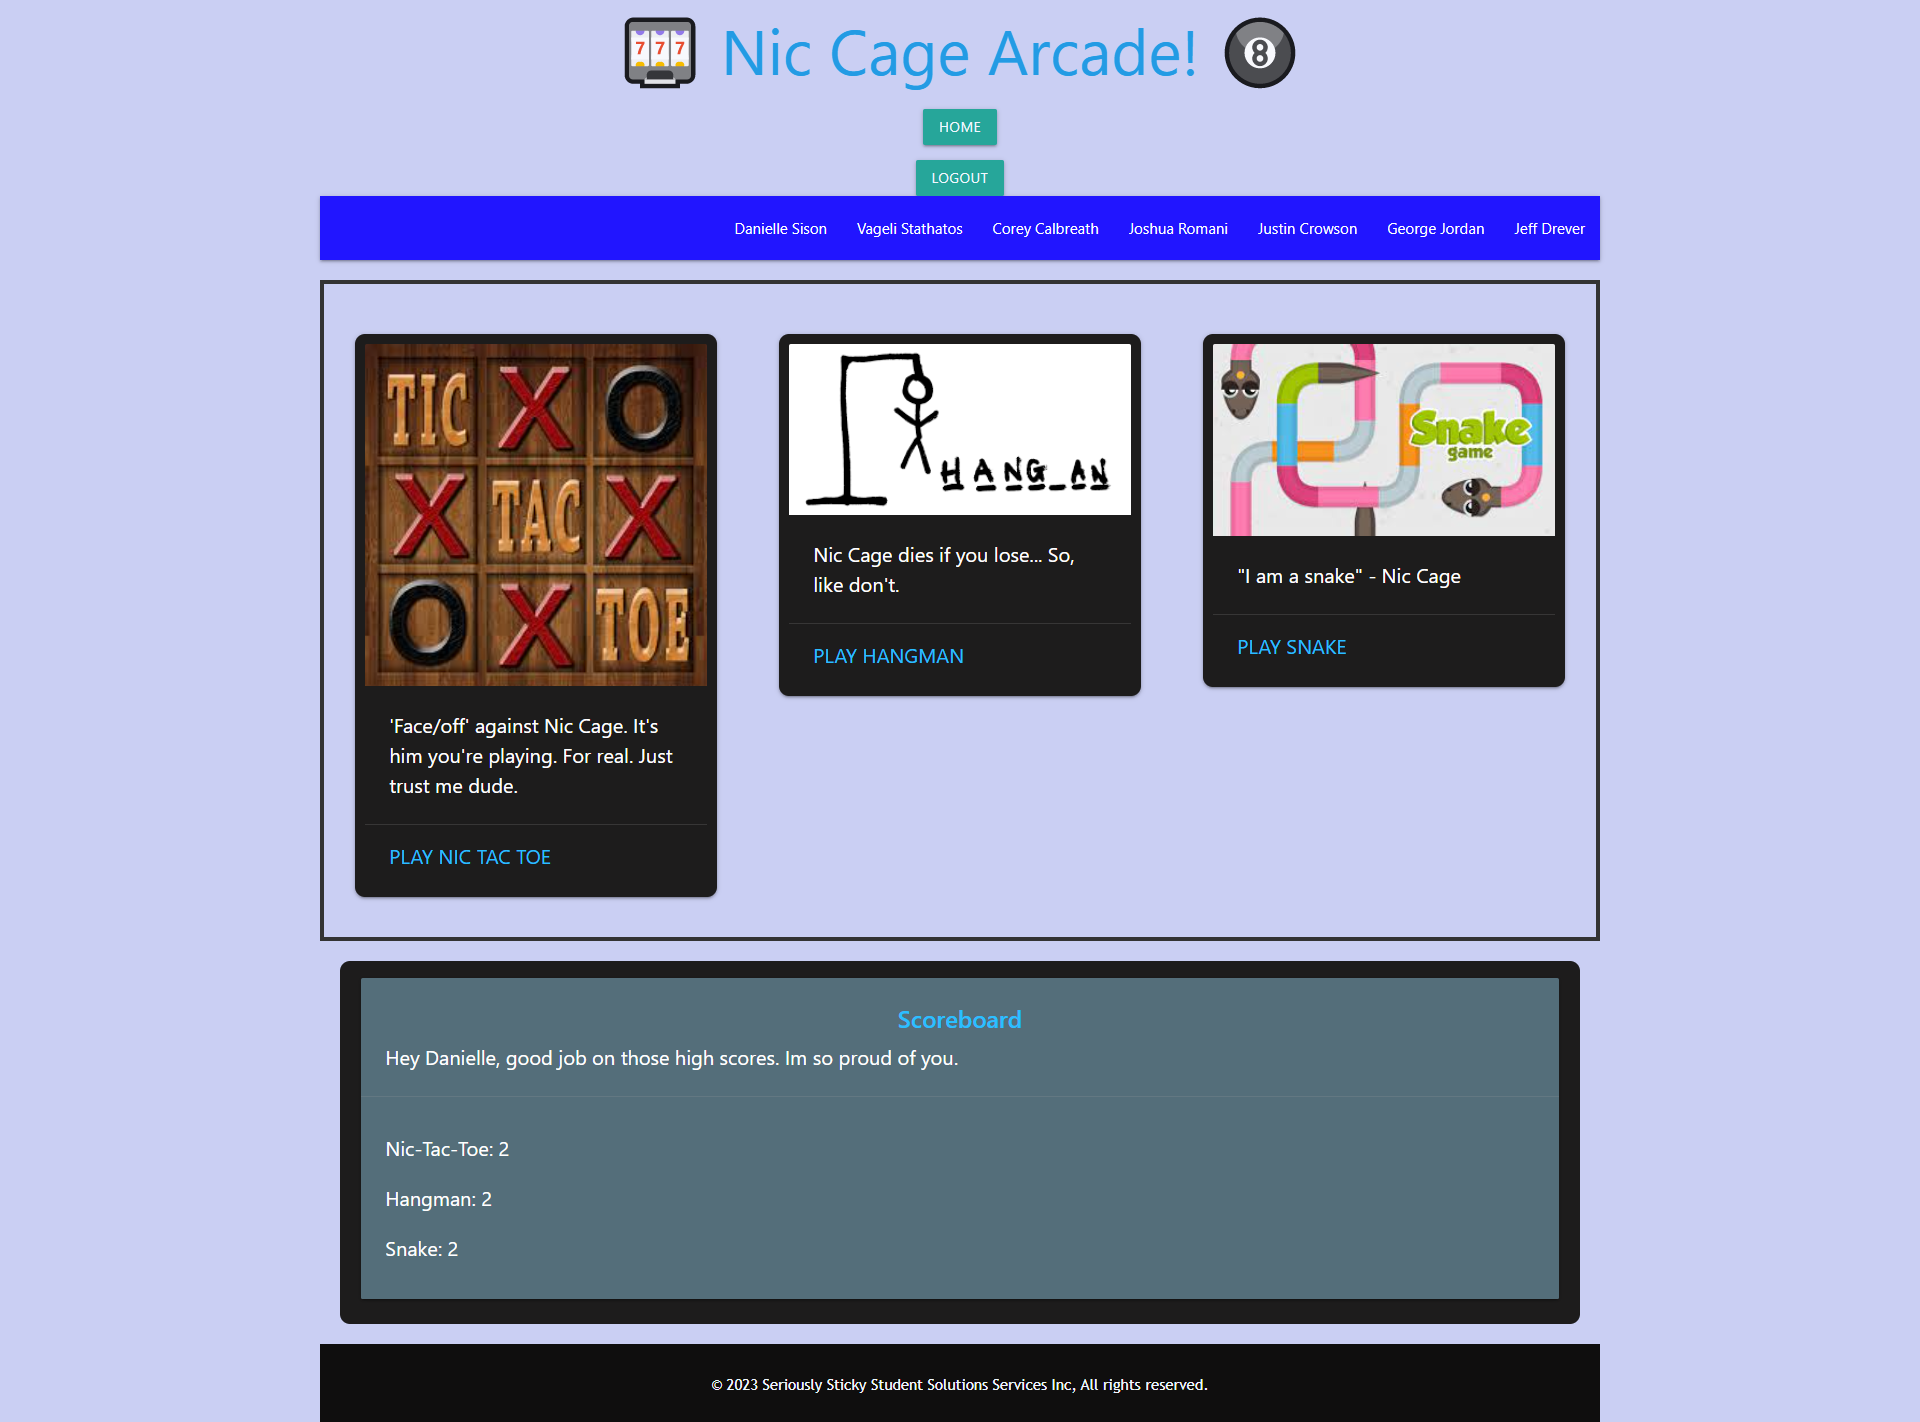 777
Nic Cage Arcade!
8
HOME
LOGOUT
Danielle Sison Vageli Stathatos Corey Calbreath Joshua Romani Justin Crowson George Jordan Jeff Drever
TIC X O
X TAC X
O X TOE
'Face/off' against Nic Cage. It's
him you're playing. For real. Just
trust me dude.
PLAY NIC TAC TOE
HANG_AN
Nic Cage dies if you lose... So,
like don't.
PLAY HANGMAN
Snake
game
"I am a snake" - Nic Cage
PLAY SNAKE
Scoreboard
Hey Danielle, good job on those high scores. Im so proud of you.
Nic-Tac-Toe: 2
Hangman: 2
Snake: 2
© 2023 Seriously Sticky Student Solutions Services Inc, All rights reserved.